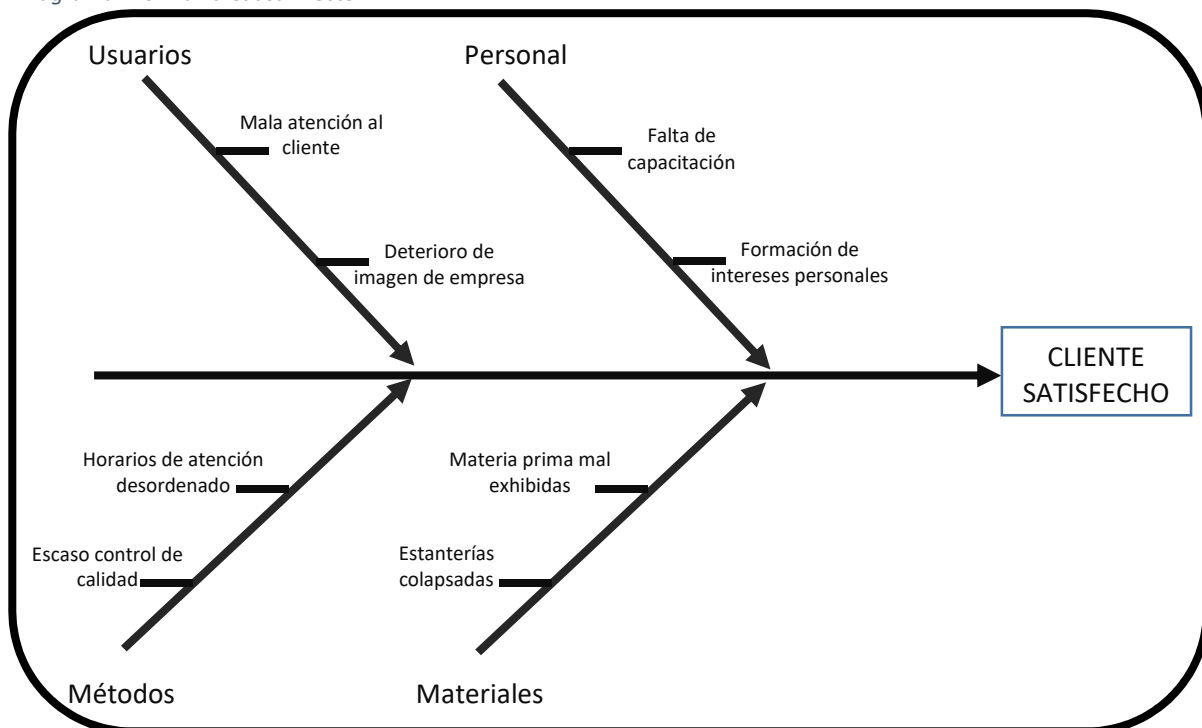 Usuarios
Personal
Mala atención al
cliente
Falta de
capacitación
Deterioro de
imagen de empresa
Formación de
intereses personales
CLIENTE
SATISFECHO
Horarios de atención
desordenado
Materia prima mal
exhibidas
Escaso control de
calidad
Estanterías
colapsadas
Métodos
Materiales